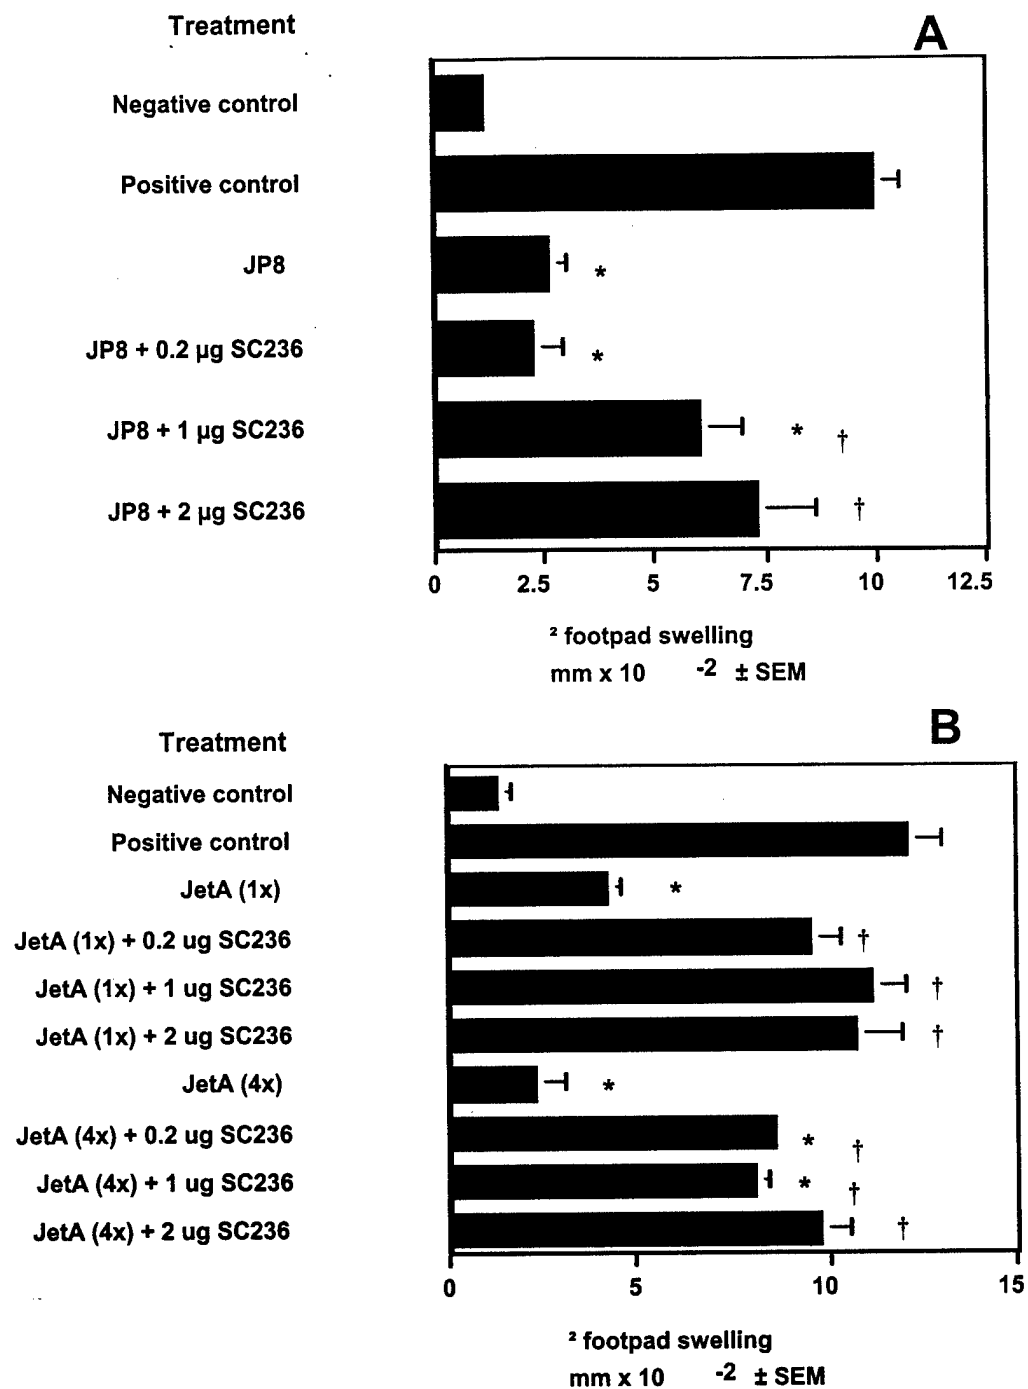 Treatment
A
Negative control
Positive control
JP8
*
JP8 + 0.2 µg SC236
*
JP8 + 1 µg SC236
* †
JP8 + 2 µg SC236
†
0 2.5 5 7.5 10 12.5
² footpad swelling
mm x 10 -2 ± SEM
B
Treatment
Negative control
Positive control
JetA (1x)
*
JetA (1x) + 0.2 ug SC236
†
JetA (1x) + 1 ug SC236
†
JetA (1x) + 2 ug SC236
†
JetA (4x)
*
JetA (4x) + 0.2 ug SC236
* †
JetA (4x) + 1 ug SC236
* †
JetA (4x) + 2 ug SC236
†
0 5 10 15
² footpad swelling
mm x 10 -2 ± SEM